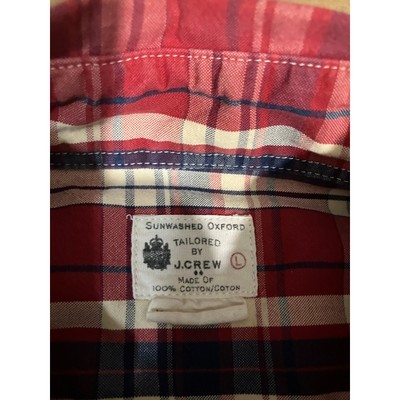 SUNWASHED OXFORD
TAILORED
BY
J.CREW L
MADE OF
100% COTTON/COTON